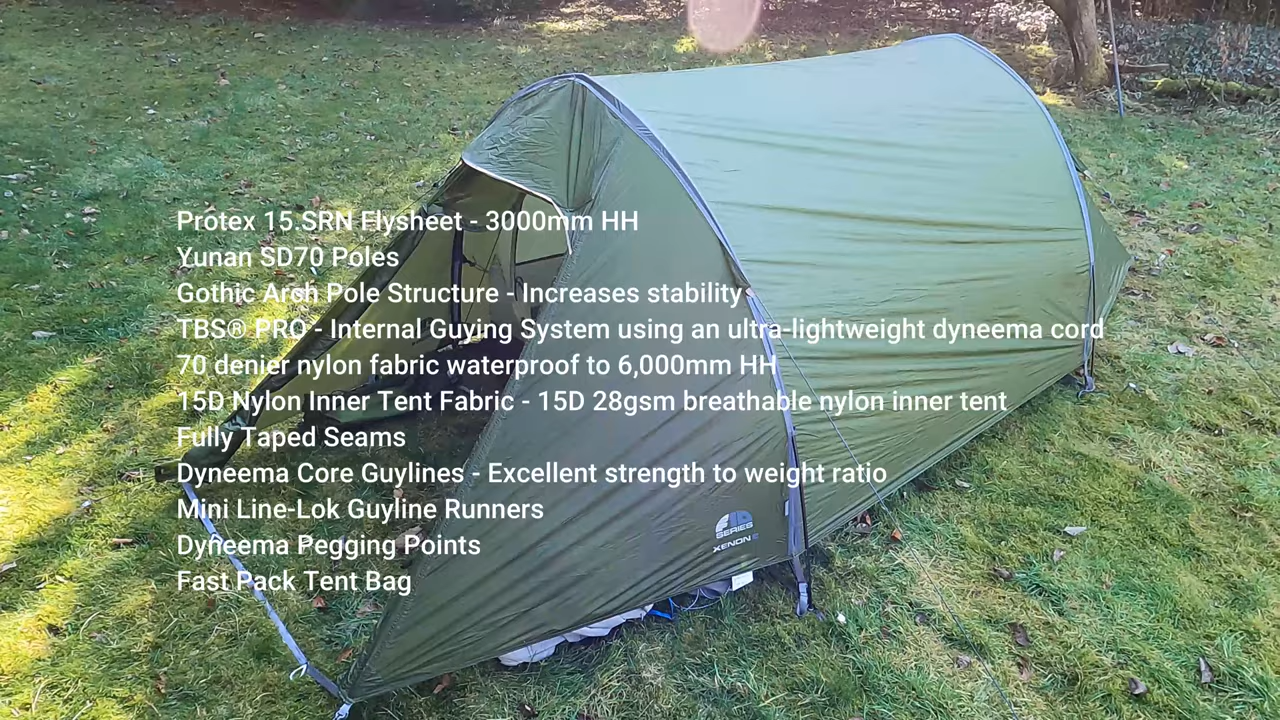 Protex 15.SRN Flysheet - 3000mm HH
Yunan SD70 Poles
Gothic Arch Pole Structure - Increases stability
TBS® PRO - Internal Guying System using an ultra-lightweight dyneema cord
70 denier nylon fabric waterproof to 6,000mm HH
15D Nylon Inner Tent Fabric - 15D 28gsm breathable nylon inner tent
Fully Taped Seams
Dyneema Core Guylines - Excellent strength to weight ratio
Mini Line-Lok Guyline Runners
Dyneema Pegging Points
Fast Pack Tent Bag
SERIES
XENON